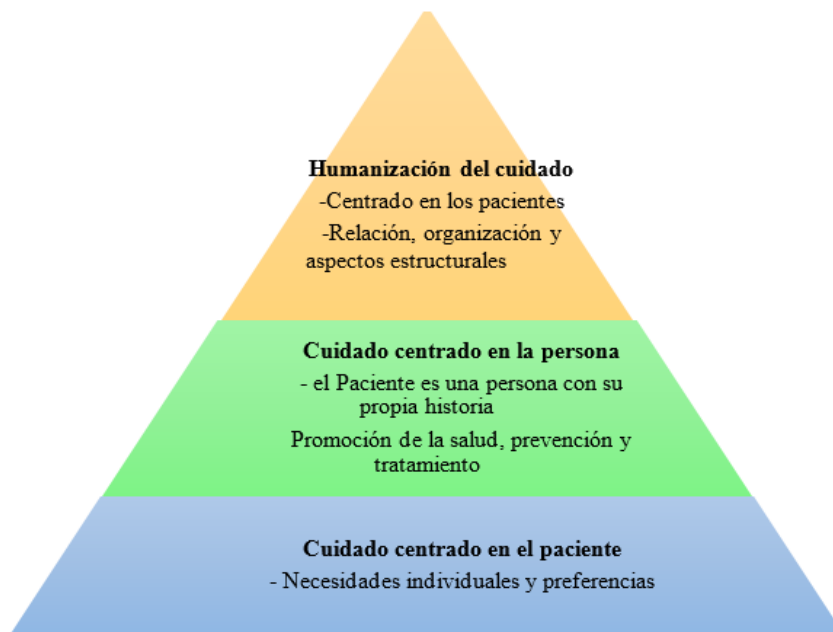 Humanización del cuidado
-Centrado en los pacientes
-Relación, organización y
aspectos estructurales
Cuidado centrado en la persona
- el Paciente es una persona con su
propia historia
Promoción de la salud, prevención y
tratamiento
Cuidado centrado en el paciente
- Necesidades individuales y preferencias